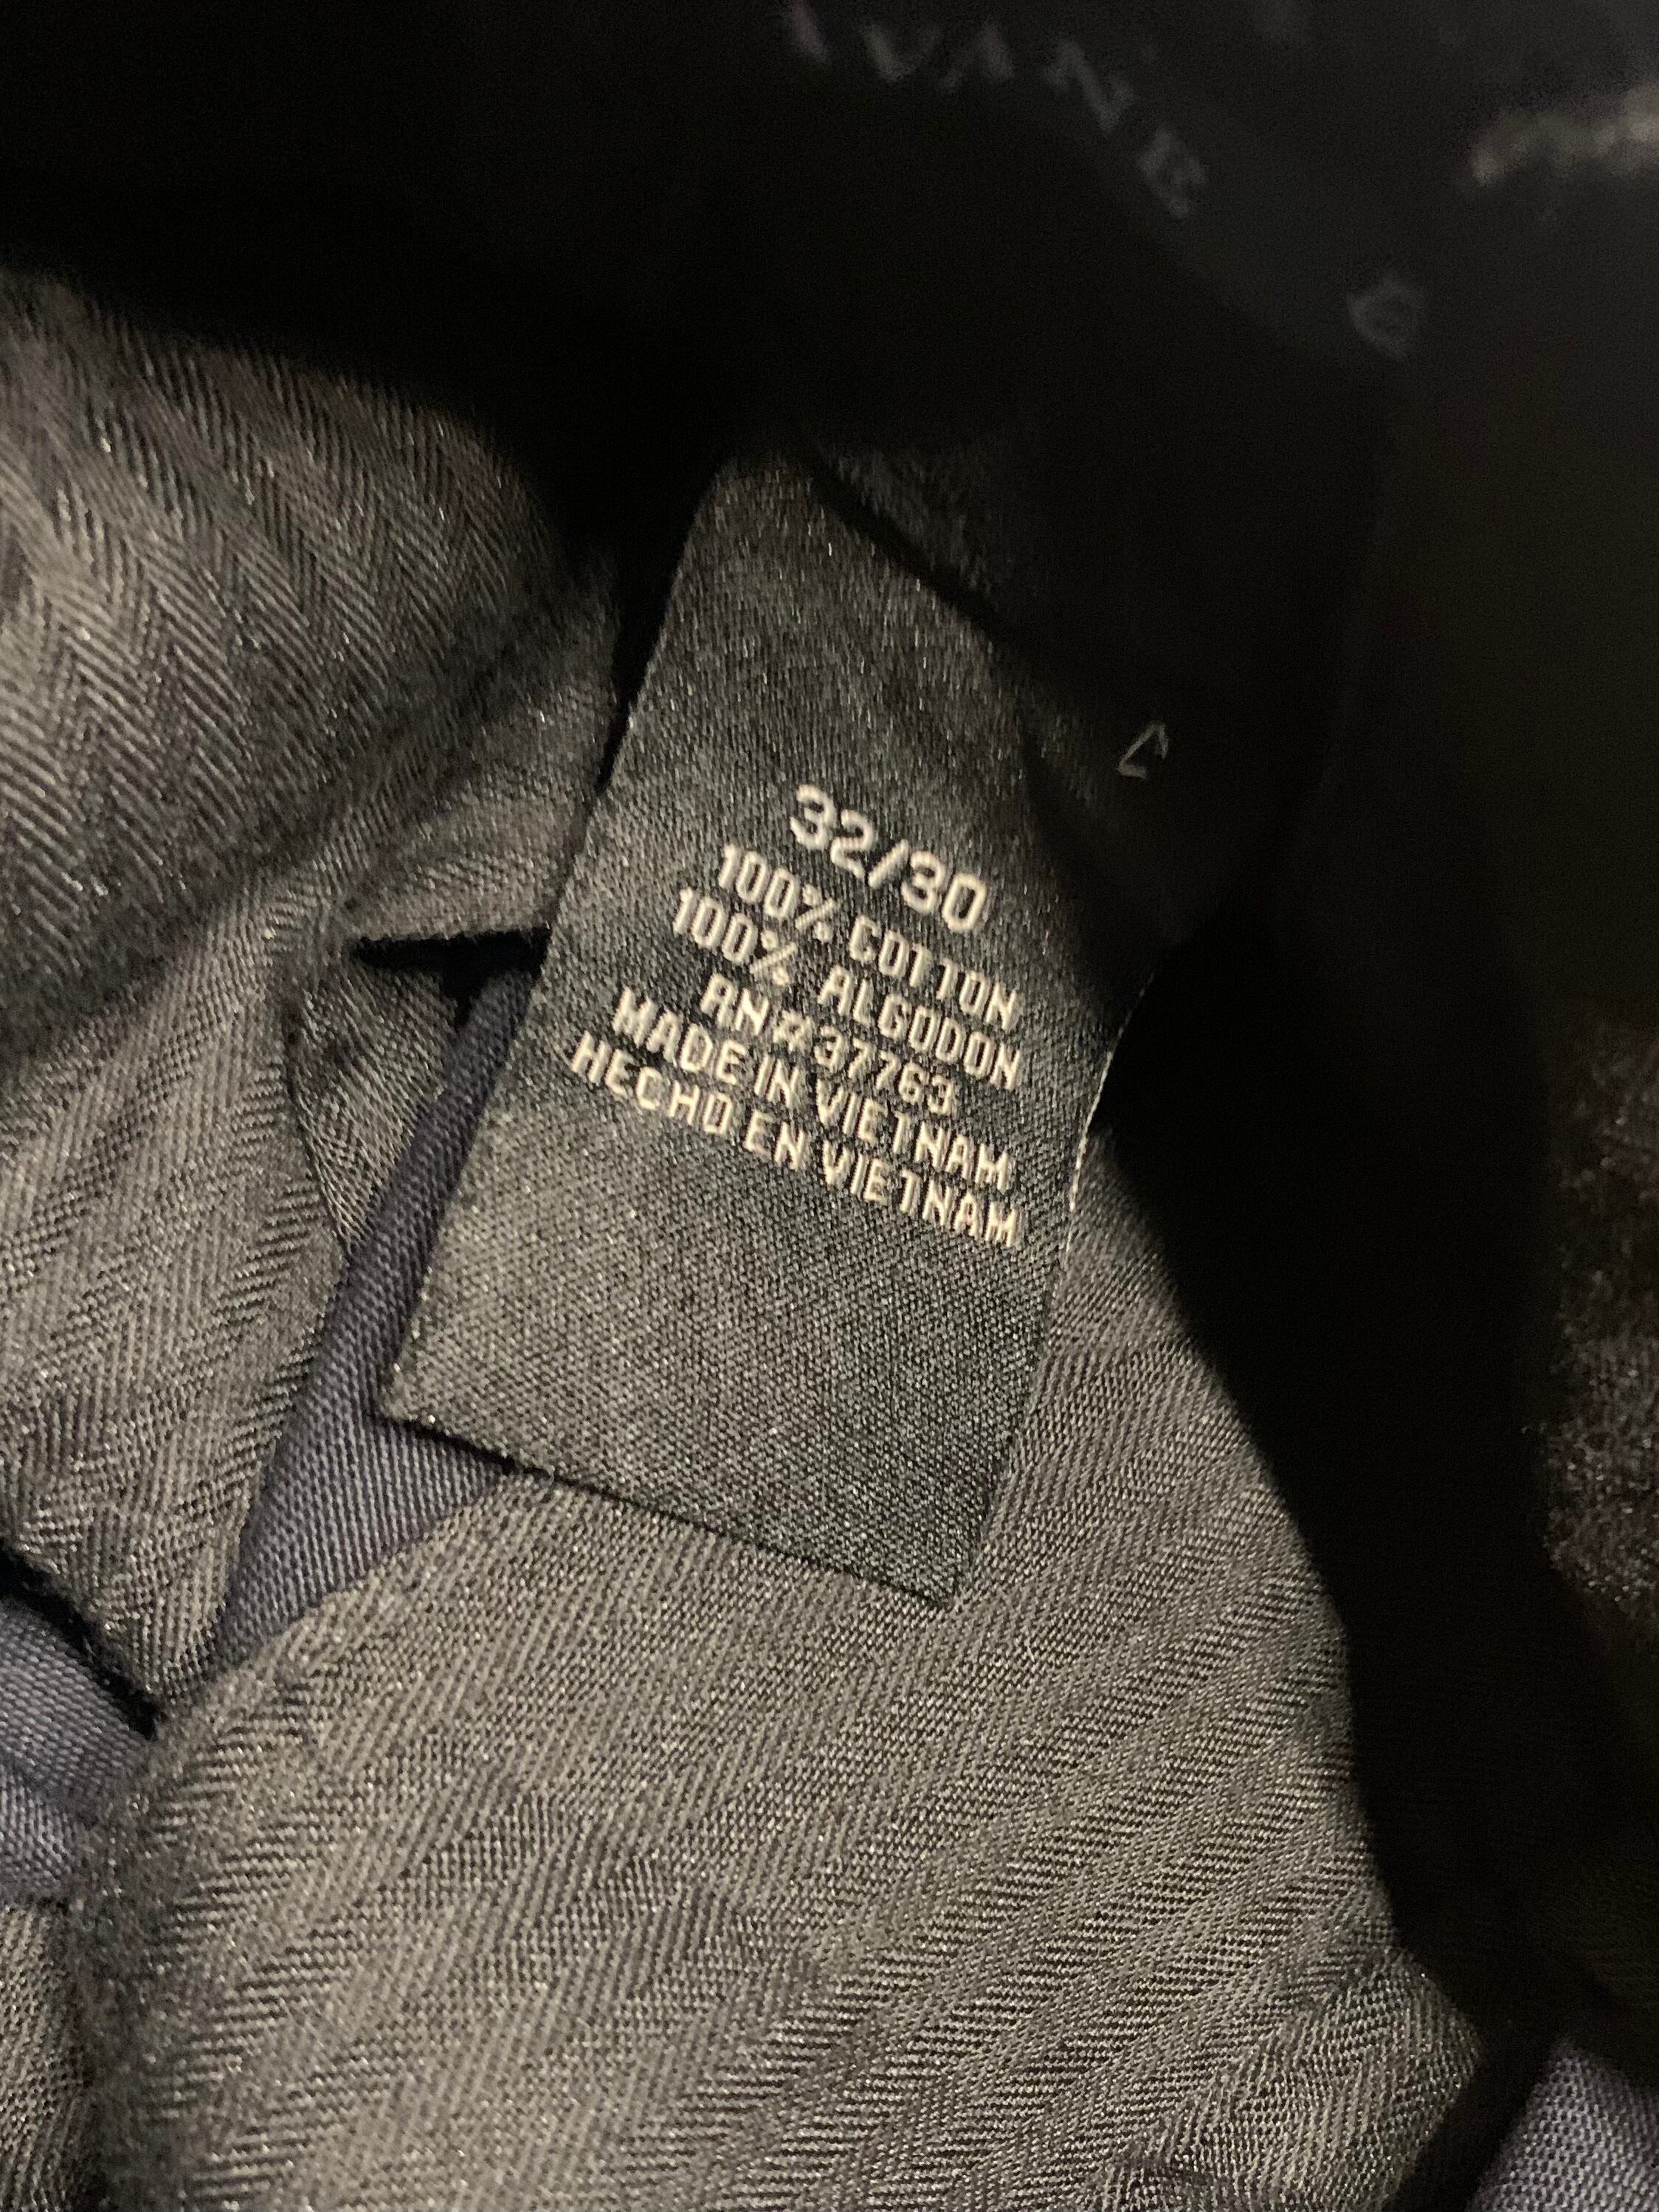 32/30
100% COTTON
100% ALGODON
RN#37763
MADE IN VIETNAM
HECHO EN VIETNAM